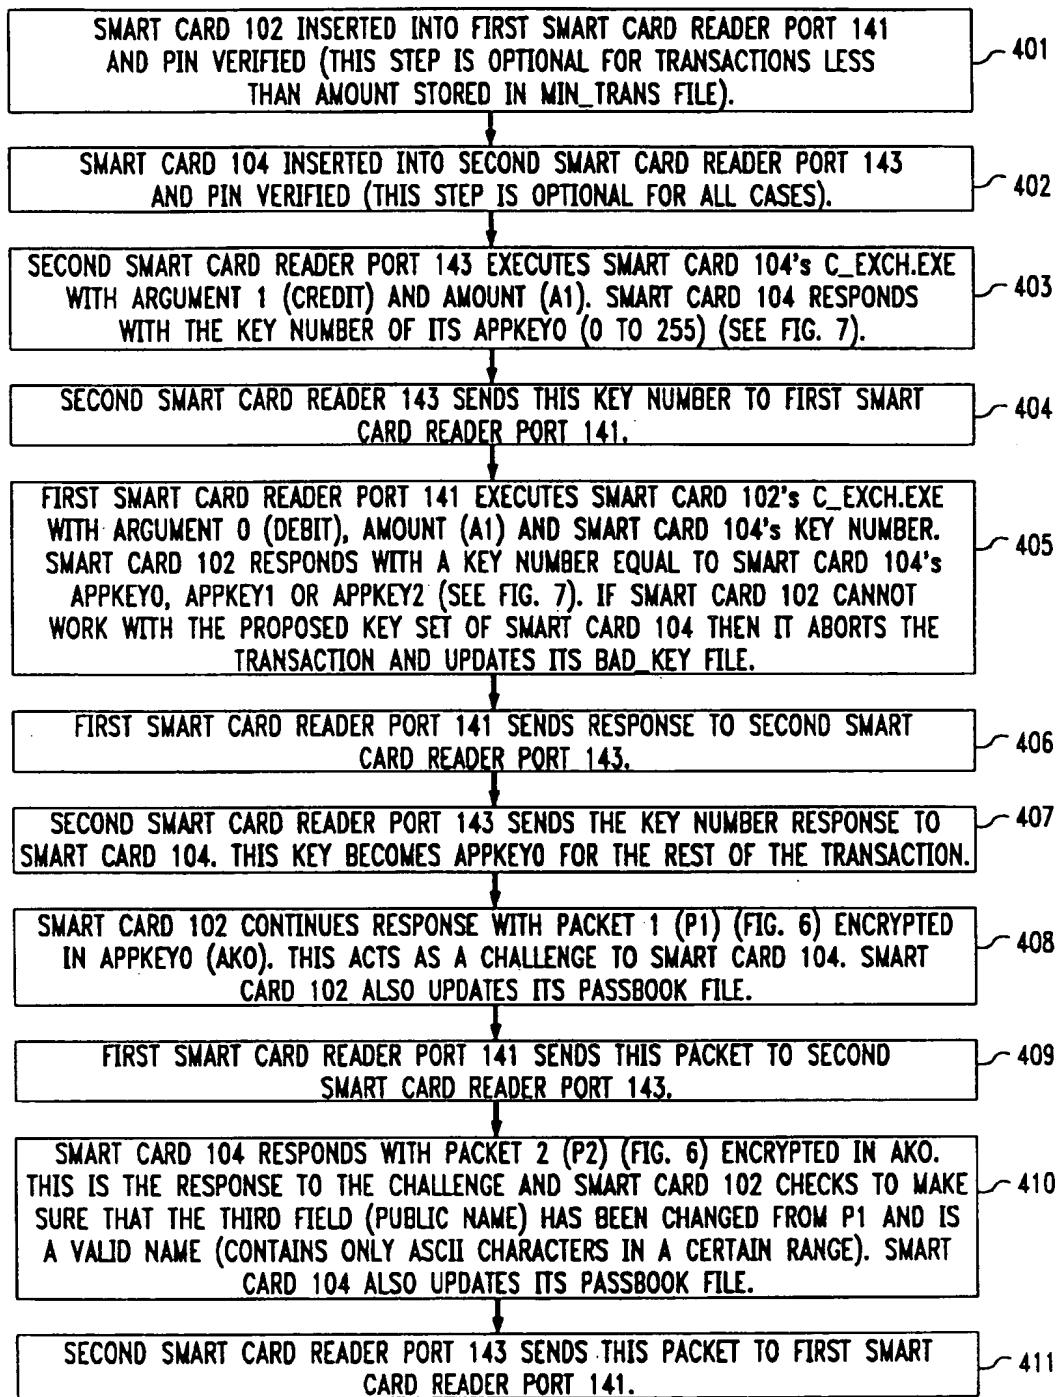 SMART CARD 102 INSERTED INTO FIRST SMART CARD READER PORT 141
AND PIN VERIFIED (THIS STEP IS OPTIONAL FOR TRANSACTIONS LESS
THAN AMOUNT STORED IN MIN_TRANS FILE).
401
SMART CARD 104 INSERTED INTO SECOND SMART CARD READER PORT 143
AND PIN VERIFIED (THIS STEP IS OPTIONAL FOR ALL CASES).
402
SECOND SMART CARD READER PORT 143 EXECUTES SMART CARD 104's C_EXCH.EXE
WITH ARGUMENT 1 (CREDIT) AND AMOUNT (A1). SMART CARD 104 RESPONDS
WITH THE KEY NUMBER OF ITS APPKEY0 (0 TO 255) (SEE FIG. 7).
403
SECOND SMART CARD READER 143 SENDS THIS KEY NUMBER TO FIRST SMART
CARD READER PORT 141.
404
FIRST SMART CARD READER PORT 141 EXECUTES SMART CARD 102's C_EXCH.EXE
WITH ARGUMENT 0 (DEBIT), AMOUNT (A1) AND SMART CARD 104's KEY NUMBER.
SMART CARD 102 RESPONDS WITH A KEY NUMBER EQUAL TO SMART CARD 104's
APPKEY0, APPKEY1 OR APPKEY2 (SEE FIG. 7). IF SMART CARD 102 CANNOT
WORK WITH THE PROPOSED KEY SET OF SMART CARD 104 THEN IT ABORTS THE
TRANSACTION AND UPDATES ITS BAD_KEY FILE.
405
FIRST SMART CARD READER PORT 141 SENDS RESPONSE TO SECOND SMART
CARD READER PORT 143.
406
SECOND SMART CARD READER PORT 143 SENDS THE KEY NUMBER RESPONSE TO
SMART CARD 104. THIS KEY BECOMES APPKEY0 FOR THE REST OF THE TRANSACTION.
407
SMART CARD 102 CONTINUES RESPONSE WITH PACKET 1 (P1) (FIG. 6) ENCRYPTED
IN APPKEY0 (AK0). THIS ACTS AS A CHALLENGE TO SMART CARD 104. SMART
CARD 102 ALSO UPDATES ITS PASSBOOK FILE.
408
FIRST SMART CARD READER PORT 141 SENDS THIS PACKET TO SECOND
SMART CARD READER PORT 143.
409
SMART CARD 104 RESPONDS WITH PACKET 2 (P2) (FIG. 6) ENCRYPTED IN AK0.
THIS IS THE RESPONSE TO THE CHALLENGE AND SMART CARD 102 CHECKS TO MAKE
SURE THAT THE THIRD FIELD (PUBLIC NAME) HAS BEEN CHANGED FROM P1 AND IS
A VALID NAME (CONTAINS ONLY ASCII CHARACTERS IN A CERTAIN RANGE). SMART
CARD 104 ALSO UPDATES ITS PASSBOOK FILE.
410
SECOND SMART CARD READER PORT 143 SENDS THIS PACKET TO FIRST SMART
CARD READER PORT 141.
411